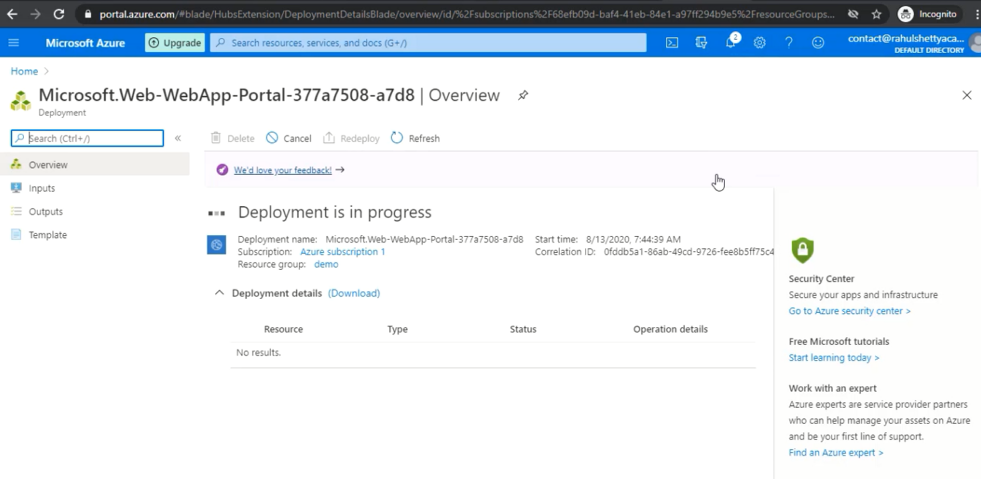 portal.azure.com/#blade/HubsExtension/DeploymentDetailsBlade/overview/id/%2Fsubscriptions%2F68efb09d-baf4-41eb-84e1-a97ff294b9e5%2FresourceGroups...
Incognito
Microsoft Azure
Upgrade
Search resources, services, and docs (G+/)
2
contact@rahulshettyaca...
DEFAULT DIRECTORY
Home
Microsoft.Web-WebApp-Portal-377a7508-a7d8 | Overview
Deployment
Search (Ctrl+/)
Delete Cancel Redeploy Refresh
Overview
Inputs
Outputs
Template
We'd love your feedback! →
Deployment is in progress
Deployment name: Microsoft.Web-WebApp-Portal-377a7508-a7d8
Subscription: Azure subscription 1
Resource group: demo
Start time: 8/13/2020, 7:44:39 AM
Correlation ID: 0fddb5a1-86ab-49cd-9726-fee8b5ff75c4
Deployment details (Download)
Resource Type Status Operation details
No results.
Security Center
Secure your apps and infrastructure
Go to Azure security center >
Free Microsoft tutorials
Start learning today >
Work with an expert
Azure experts are service provider partners
who can help manage your assets on Azure
and be your first line of support.
Find an Azure expert >